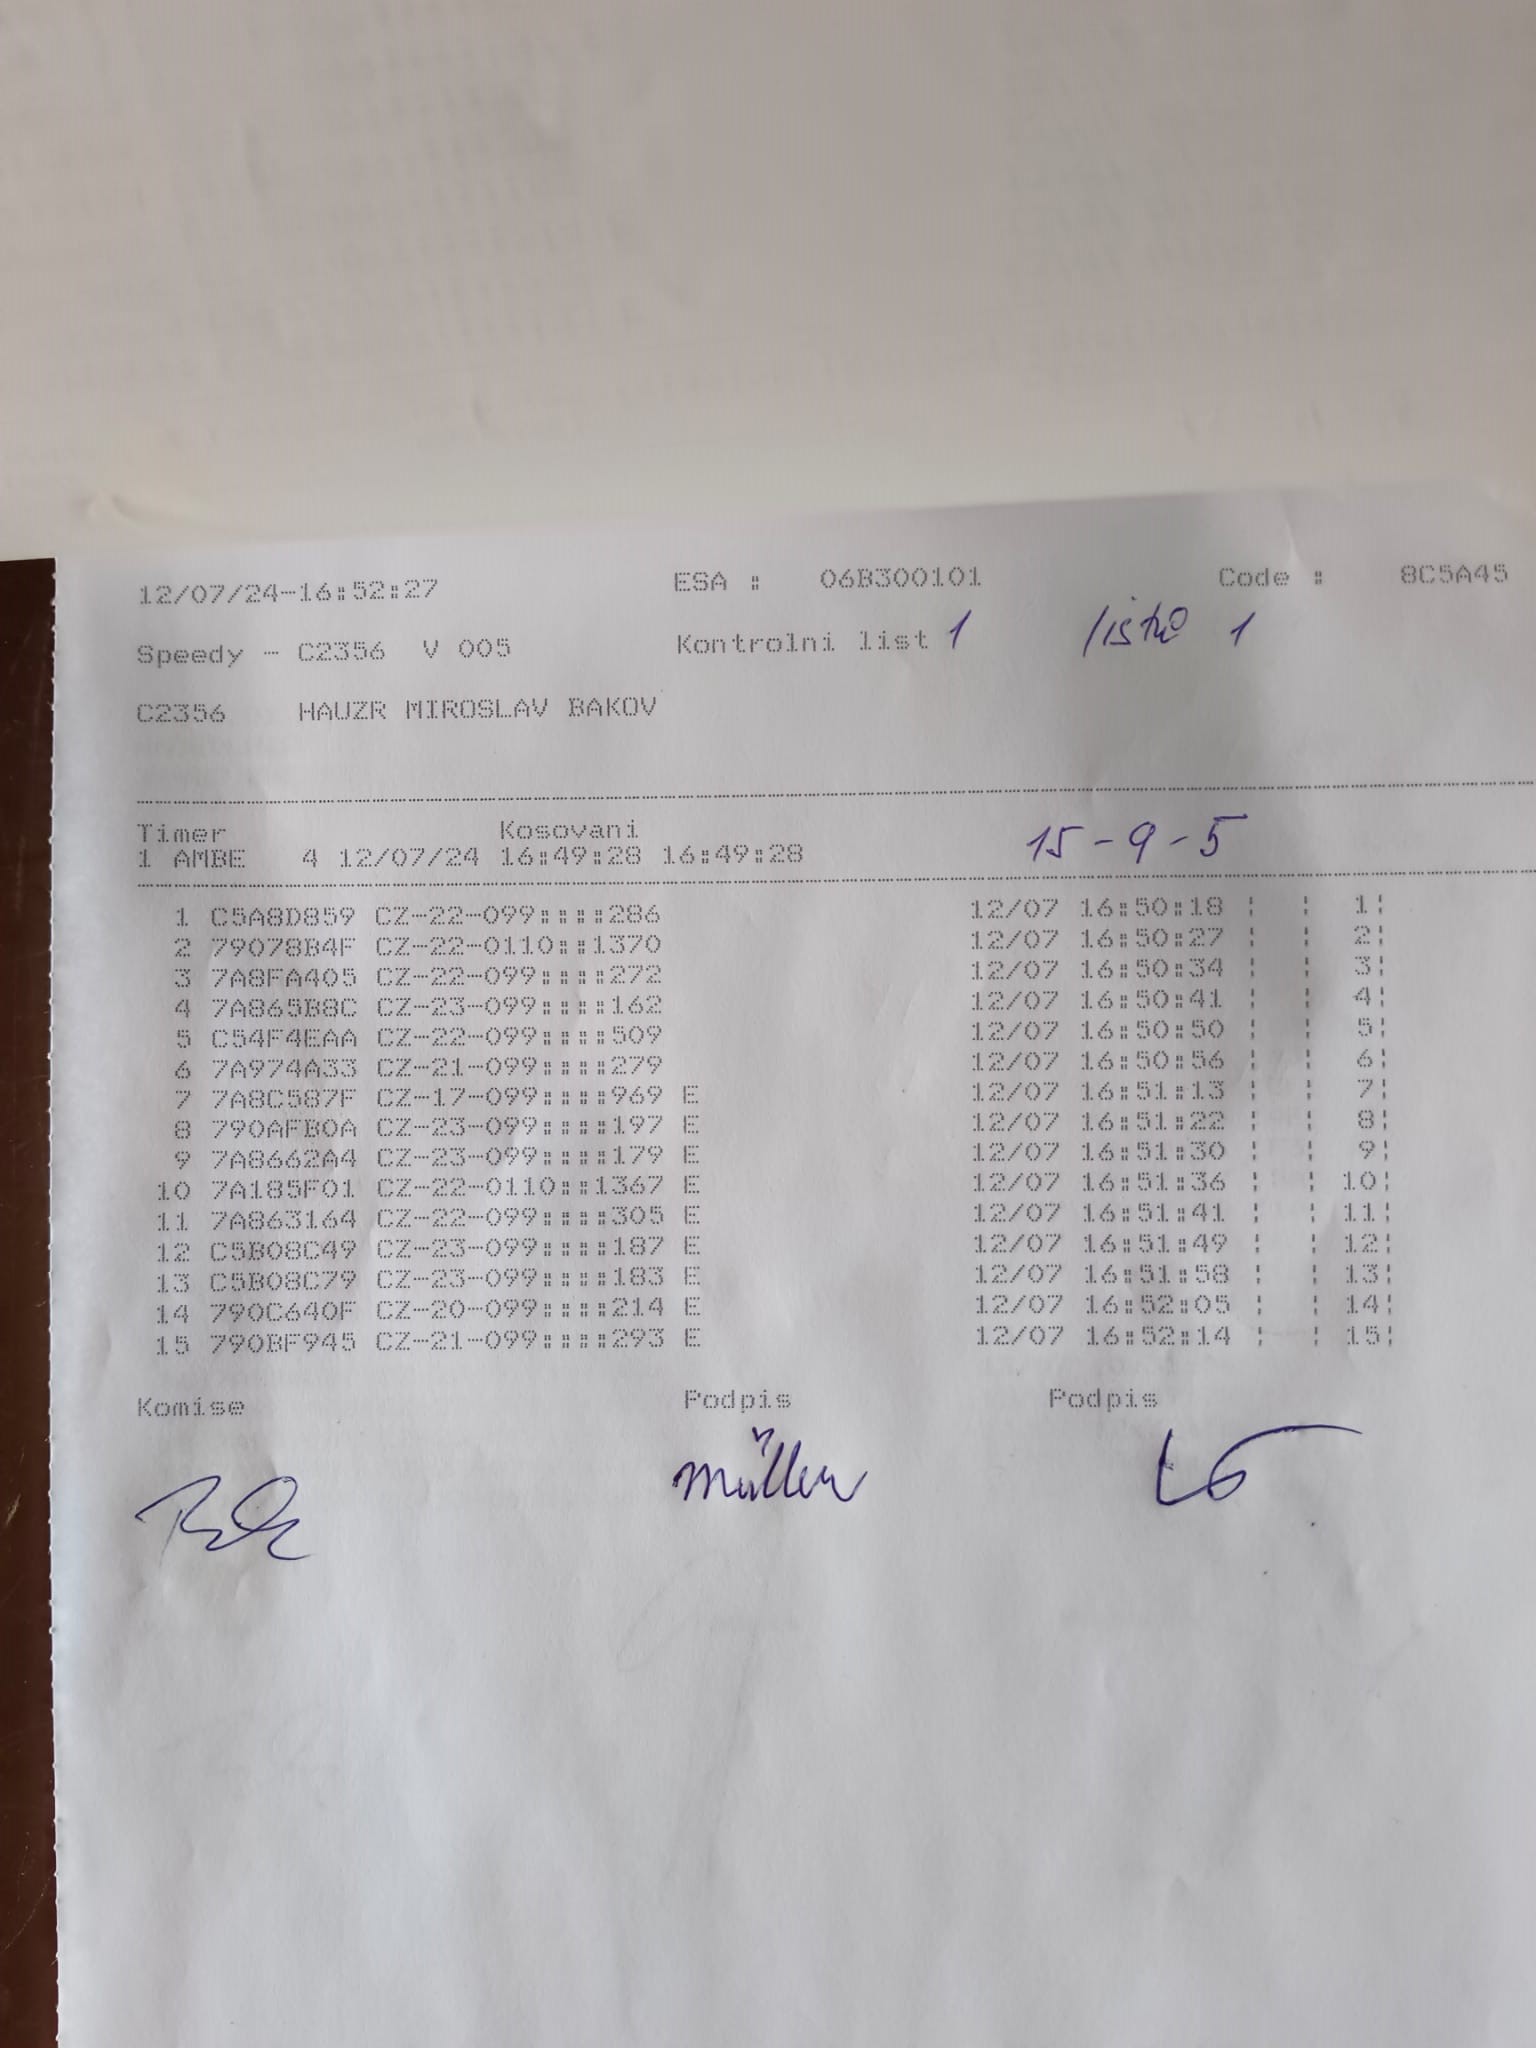 12/07/24-16:52:27 ESA : 06B300101 Code : 8C5A45
Speedy - C2356 V 005 Kontrolni list 1 listů 1
C2356 HAUZR MIROSLAV BAKOV
Timer Kosovani
1 AMBE 4 12/07/24 16:49:28 16:49:28 15-9-5
1 C5A8D859 CZ-22-099::::286 12/07 16:50:18 ¦ ¦ 1¦
2 79078B4F CZ-22-0110::1370 12/07 16:50:27 ¦ ¦ 2¦
3 7A8FA405 CZ-22-099::::272 12/07 16:50:34 ¦ ¦ 3¦
4 7A865B8C CZ-23-099::::162 12/07 16:50:41 ¦ ¦ 4¦
5 C54F4EAA CZ-22-099::::509 12/07 16:50:50 ¦ ¦ 5¦
6 7A974A33 CZ-21-099::::279 12/07 16:50:56 ¦ ¦ 6¦
7 7A8C587F CZ-17-099::::969 E 12/07 16:51:13 ¦ ¦ 7¦
8 790AFB0A CZ-23-099::::197 E 12/07 16:51:22 ¦ ¦ 8¦
9 7A8662A4 CZ-23-099::::179 E 12/07 16:51:30 ¦ ¦ 9¦
10 7A185F01 CZ-22-0110::1367 E 12/07 16:51:36 ¦ ¦ 10¦
11 7A863164 CZ-22-099::::305 E 12/07 16:51:41 ¦ ¦ 11¦
12 C5B08C49 CZ-23-099::::187 E 12/07 16:51:49 ¦ ¦ 12¦
13 C5B08C79 CZ-23-099::::183 E 12/07 16:51:58 ¦ ¦ 13¦
14 790C640F CZ-20-099::::214 E 12/07 16:52:05 ¦ ¦ 14¦
15 790BF945 CZ-21-099::::293 E 12/07 16:52:14 ¦ ¦ 15¦
Komise Podpis Podpis
Müller